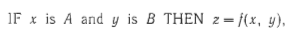 IF x is A and y is B THEN z = f(x, y),